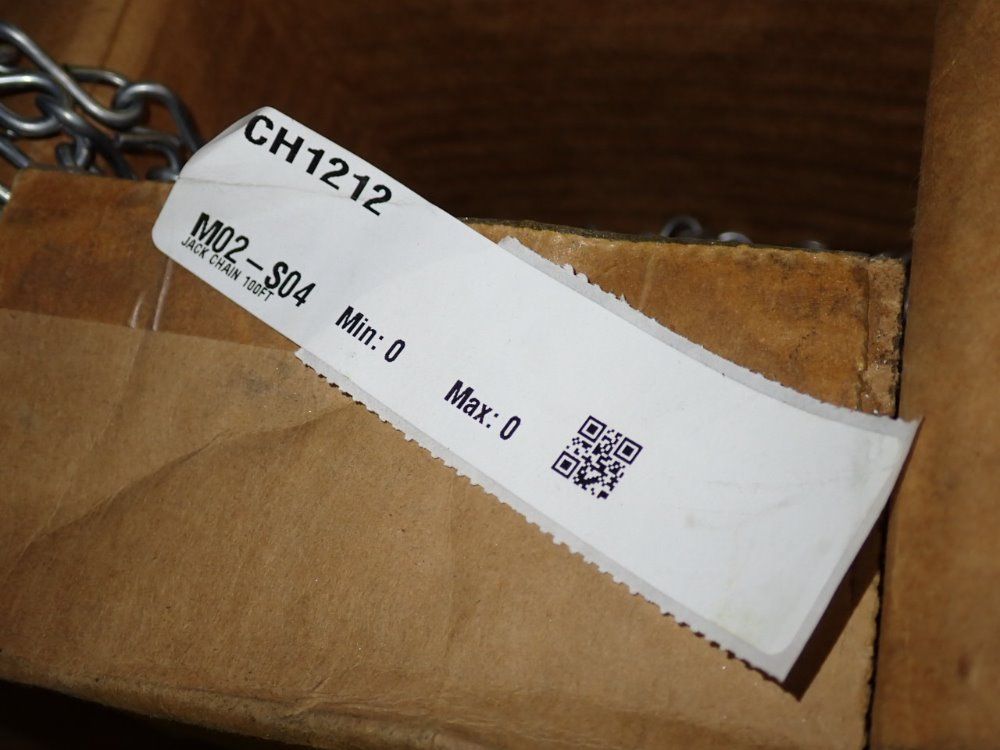 CH1212
M02-S04
JACK CHAIN 100FT
Min: 0
Max: 0